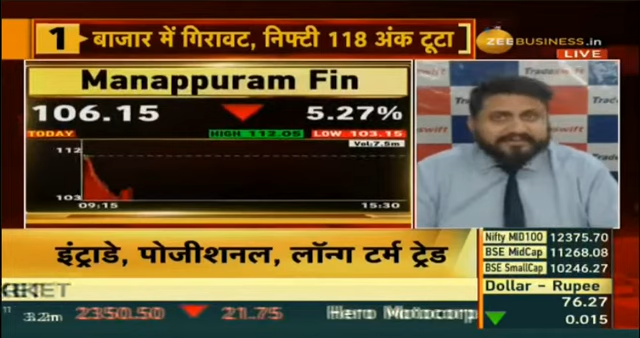 1 बाजार में गिरावट, निफ्टी 118 अंक टूटा
ZEEBUSINESS.in
LIVE
Manappuram Fin
106.15 5.27%
TODAY HIGH 112.05 LOW 103.15
Vol:7.5m
112
103
09:15 15:30
Tradeswift
इंट्राडे, पोजीशनल, लॉन्ग टर्म ट्रेड
Nifty MID100 12375.70
BSE MidCap 11268.08
BSE SmallCap 10246.27
Dollar - Rupee
76.27
0.015
2350.50 21.75 Hero Motocorp